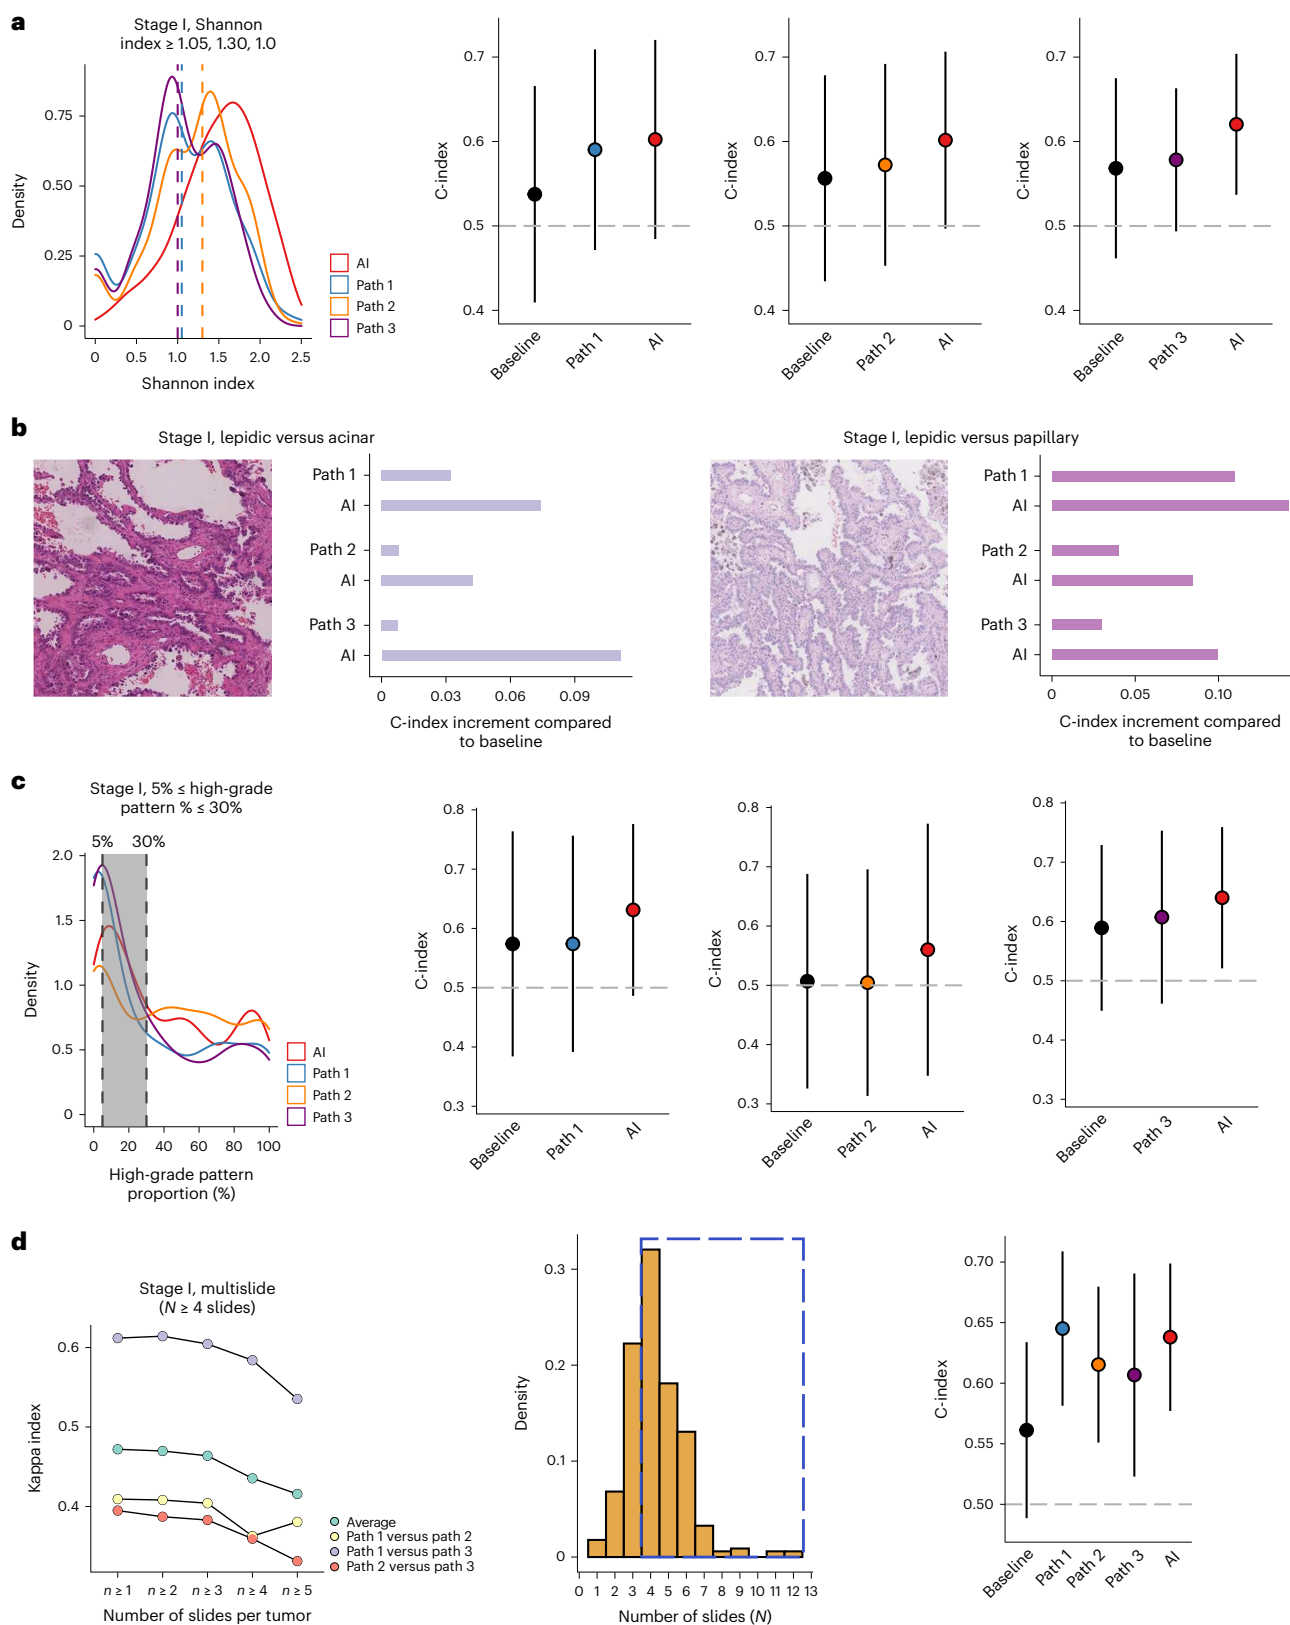 a
Stage I, Shannon
index ≥ 1.05, 1.30, 1.0
Density
0.75
0.50
0.25
0
0 0.5 1.0 1.5 2.0 2.5
Shannon index
AI
Path 1
Path 2
Path 3
C-index
0.7
0.6
0.5
0.4
Baseline Path 1 AI
C-index
0.7
0.6
0.5
0.4
Baseline Path 2 AI
C-index
0.7
0.6
0.5
0.4
Baseline Path 3 AI
b
Stage I, lepidic versus acinar
Path 1
AI
Path 2
AI
Path 3
AI
0 0.03 0.06 0.09
C-index increment compared
to baseline
Stage I, lepidic versus papillary
Path 1
AI
Path 2
AI
Path 3
AI
0 0.05 0.10
C-index increment compared
to baseline
c
Stage I, 5% ≤ high-grade
pattern % ≤ 30%
5% 30%
Density
2.0
1.5
1.0
0.5
0
0 20 40 60 80 100
High-grade pattern
proportion (%)
AI
Path 1
Path 2
Path 3
C-index
0.8
0.7
0.6
0.5
0.4
0.3
Baseline Path 1 AI
C-index
0.8
0.7
0.6
0.5
0.4
0.3
Baseline Path 2 AI
C-index
0.8
0.7
0.6
0.5
0.4
0.3
Baseline Path 3 AI
d
Stage I, multislide
(N ≥ 4 slides)
Kappa index
0.6
0.5
0.4
n ≥ 1 n ≥ 2 n ≥ 3 n ≥ 4 n ≥ 5
Number of slides per tumor
Average
Path 1 versus path 2
Path 1 versus path 3
Path 2 versus path 3
Density
0.3
0.2
0.1
0
0 1 2 3 4 5 6 7 8 9 10 11 12 13
Number of slides (N)
C-index
0.70
0.65
0.60
0.55
0.50
Baseline Path 1 Path 2 Path 3 AI